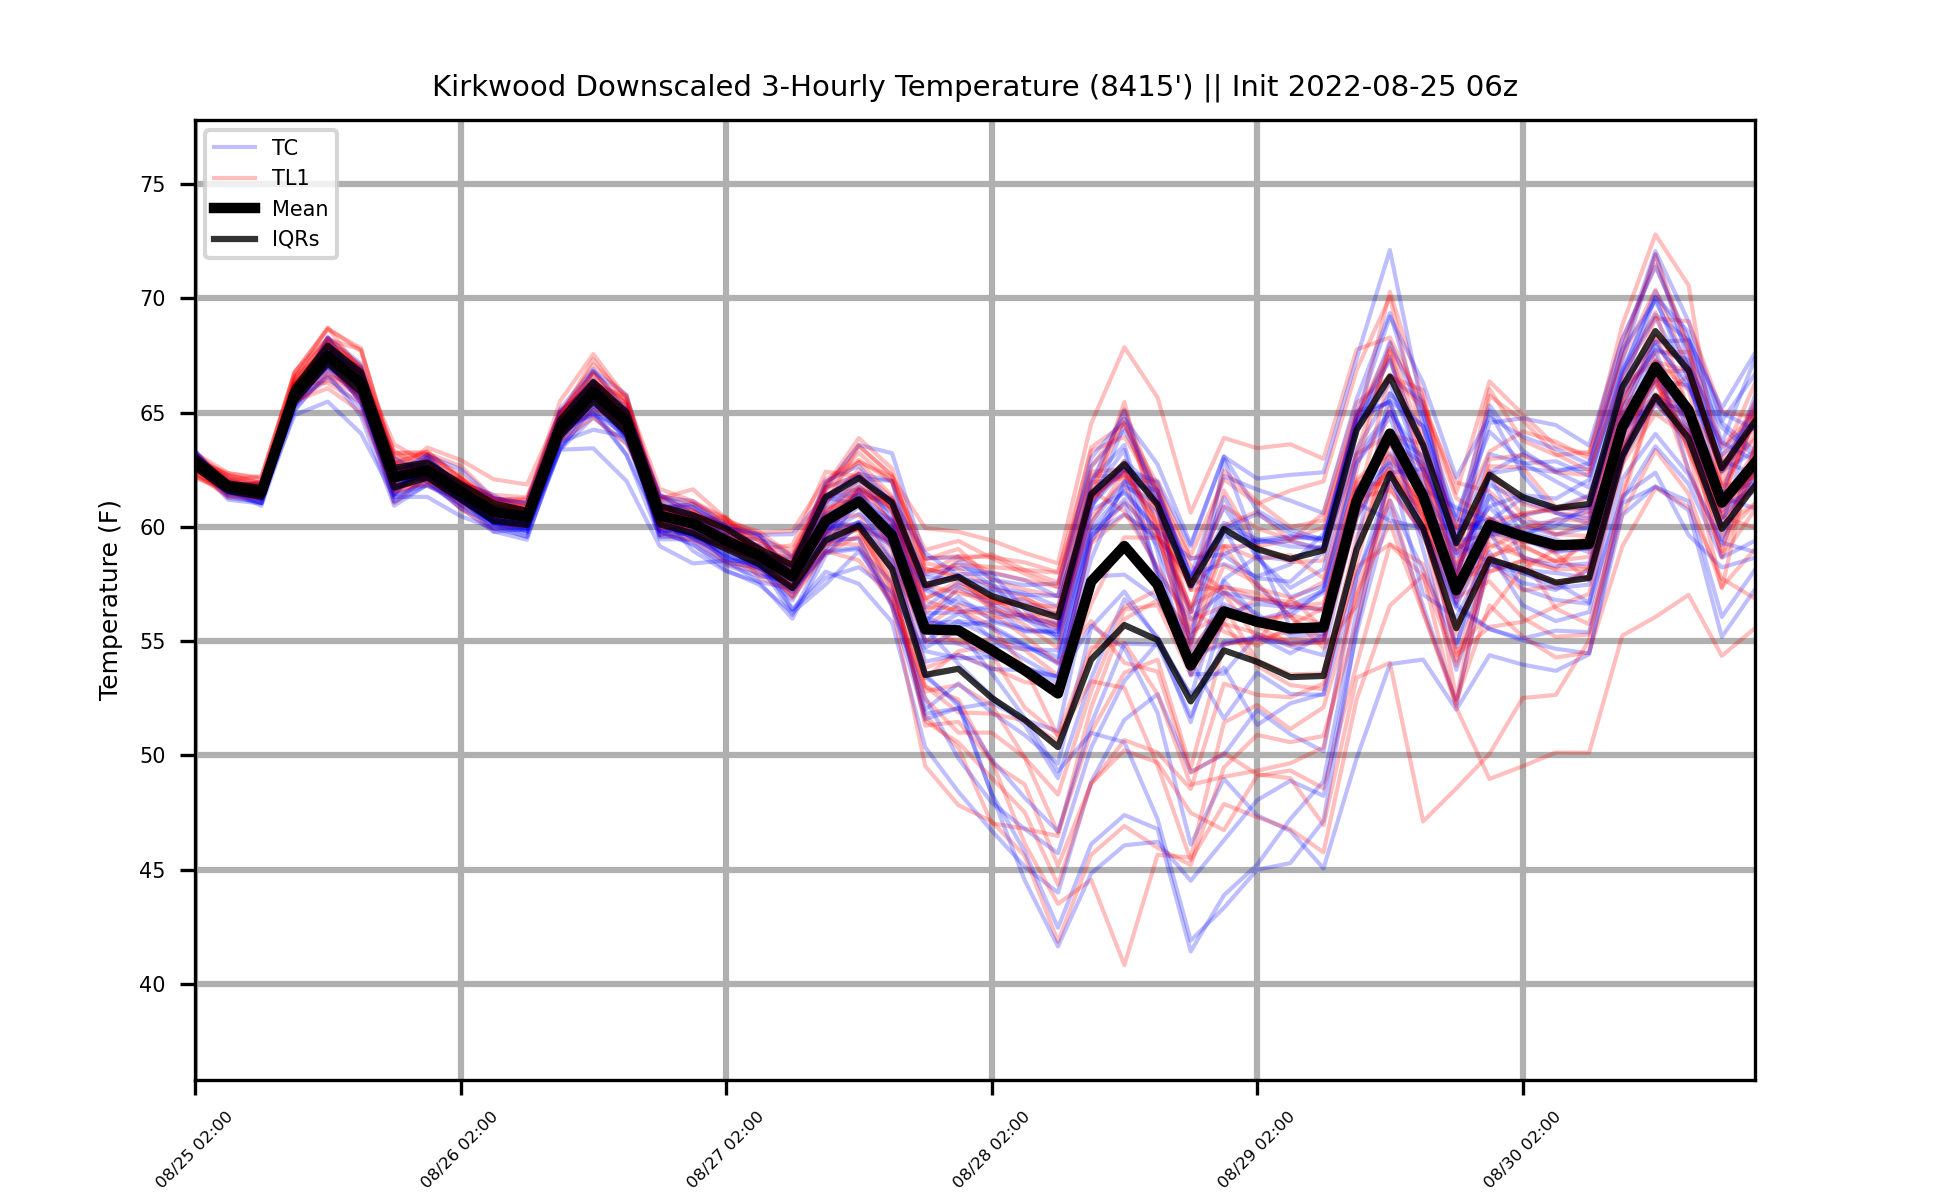 Kirkwood Downscaled 3-Hourly Temperature (8415') || Init 2022-08-25 06z
TC
TL1
Mean
IQRs
Temperature (F)
75
70
65
60
55
50
45
40
08/25 02:00
08/26 02:00
08/27 02:00
08/28 02:00
08/29 02:00
08/30 02:00